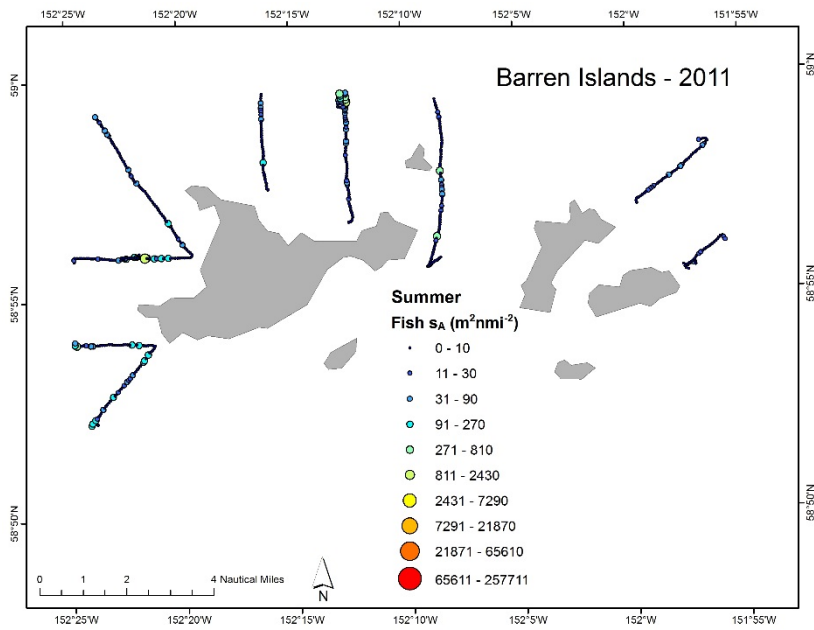 152°25'W 152°20'W 152°15'W 152°10'W 152°5'W 152°W 151°55'W
59°N 59°N
Barren Islands - 2011
58°55'N 58°55'N
Summer
Fish sA (m²nmi⁻²)
0 - 10
11 - 30
31 - 90
91 - 270
271 - 810
811 - 2430
2431 - 7290
7291 - 21870
21871 - 65610
65611 - 257711
58°50'N 58°50'N
0 1 2 4 Nautical Miles
N
152°25'W 152°20'W 152°15'W 152°10'W 152°5'W 152°W 151°55'W